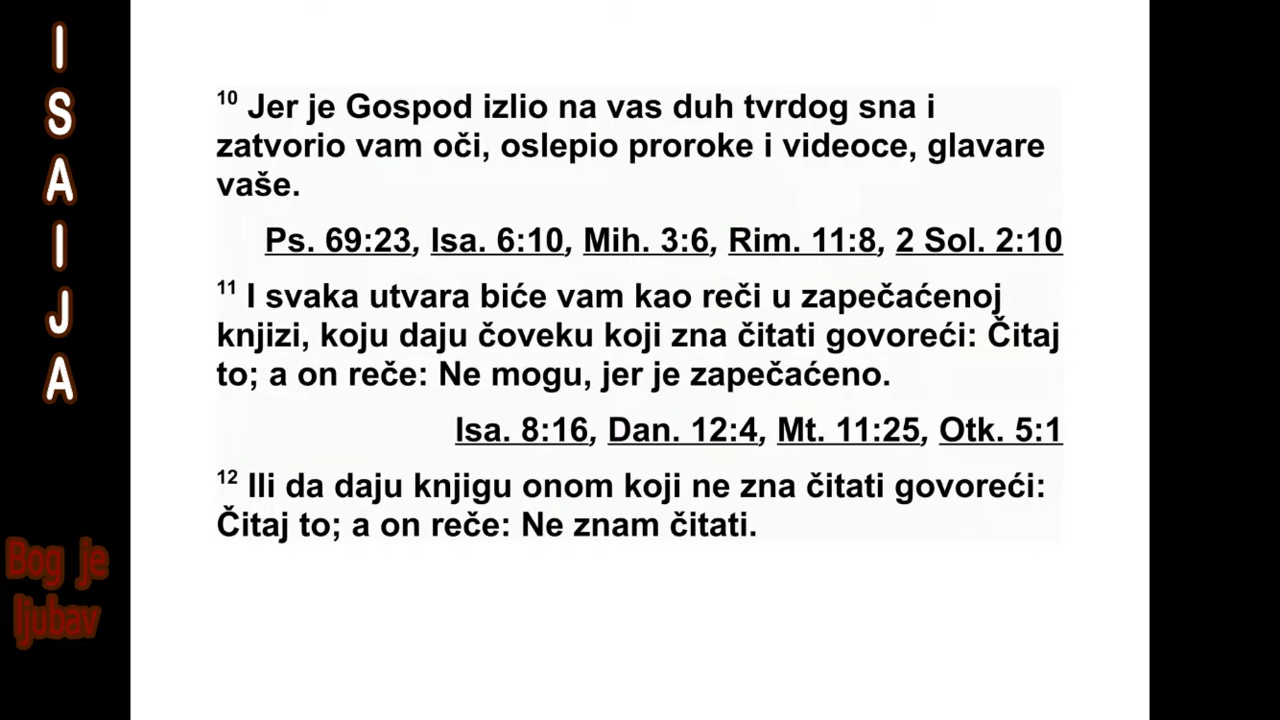 ISAIJA
Bog je
ljubav
10 Jer je Gospod izlio na vas duh tvrdog sna i
zatvorio vam oči, oslepio proroke i videoce, glavare
vaše.
Ps. 69:23, Isa. 6:10, Mih. 3:6, Rim. 11:8, 2 Sol. 2:10
11 I svaka utvara biće vam kao reči u zapečaćenoj
knjizi, koju daju čoveku koji zna čitati govoreći: Čitaj
to; a on reče: Ne mogu, jer je zapečaćeno.
Isa. 8:16, Dan. 12:4, Mt. 11:25, Otk. 5:1
12 Ili da daju knjigu onom koji ne zna čitati govoreći:
Čitaj to; a on reče: Ne znam čitati.